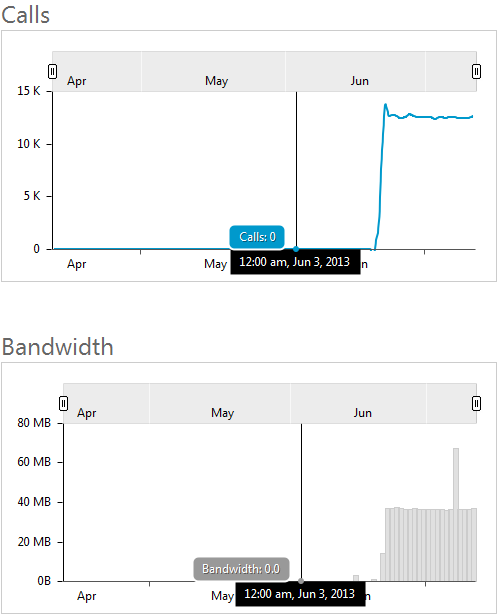 Calls
Apr May Jun
15 K
10 K
5 K
Calls: 0
0
12:00 am, Jun 3, 2013
Apr May un
Bandwidth
Apr May Jun
80 MB
60 MB
40 MB
20 MB
Bandwidth: 0.0
0B
12:00 am, Jun 3, 2013
Apr May